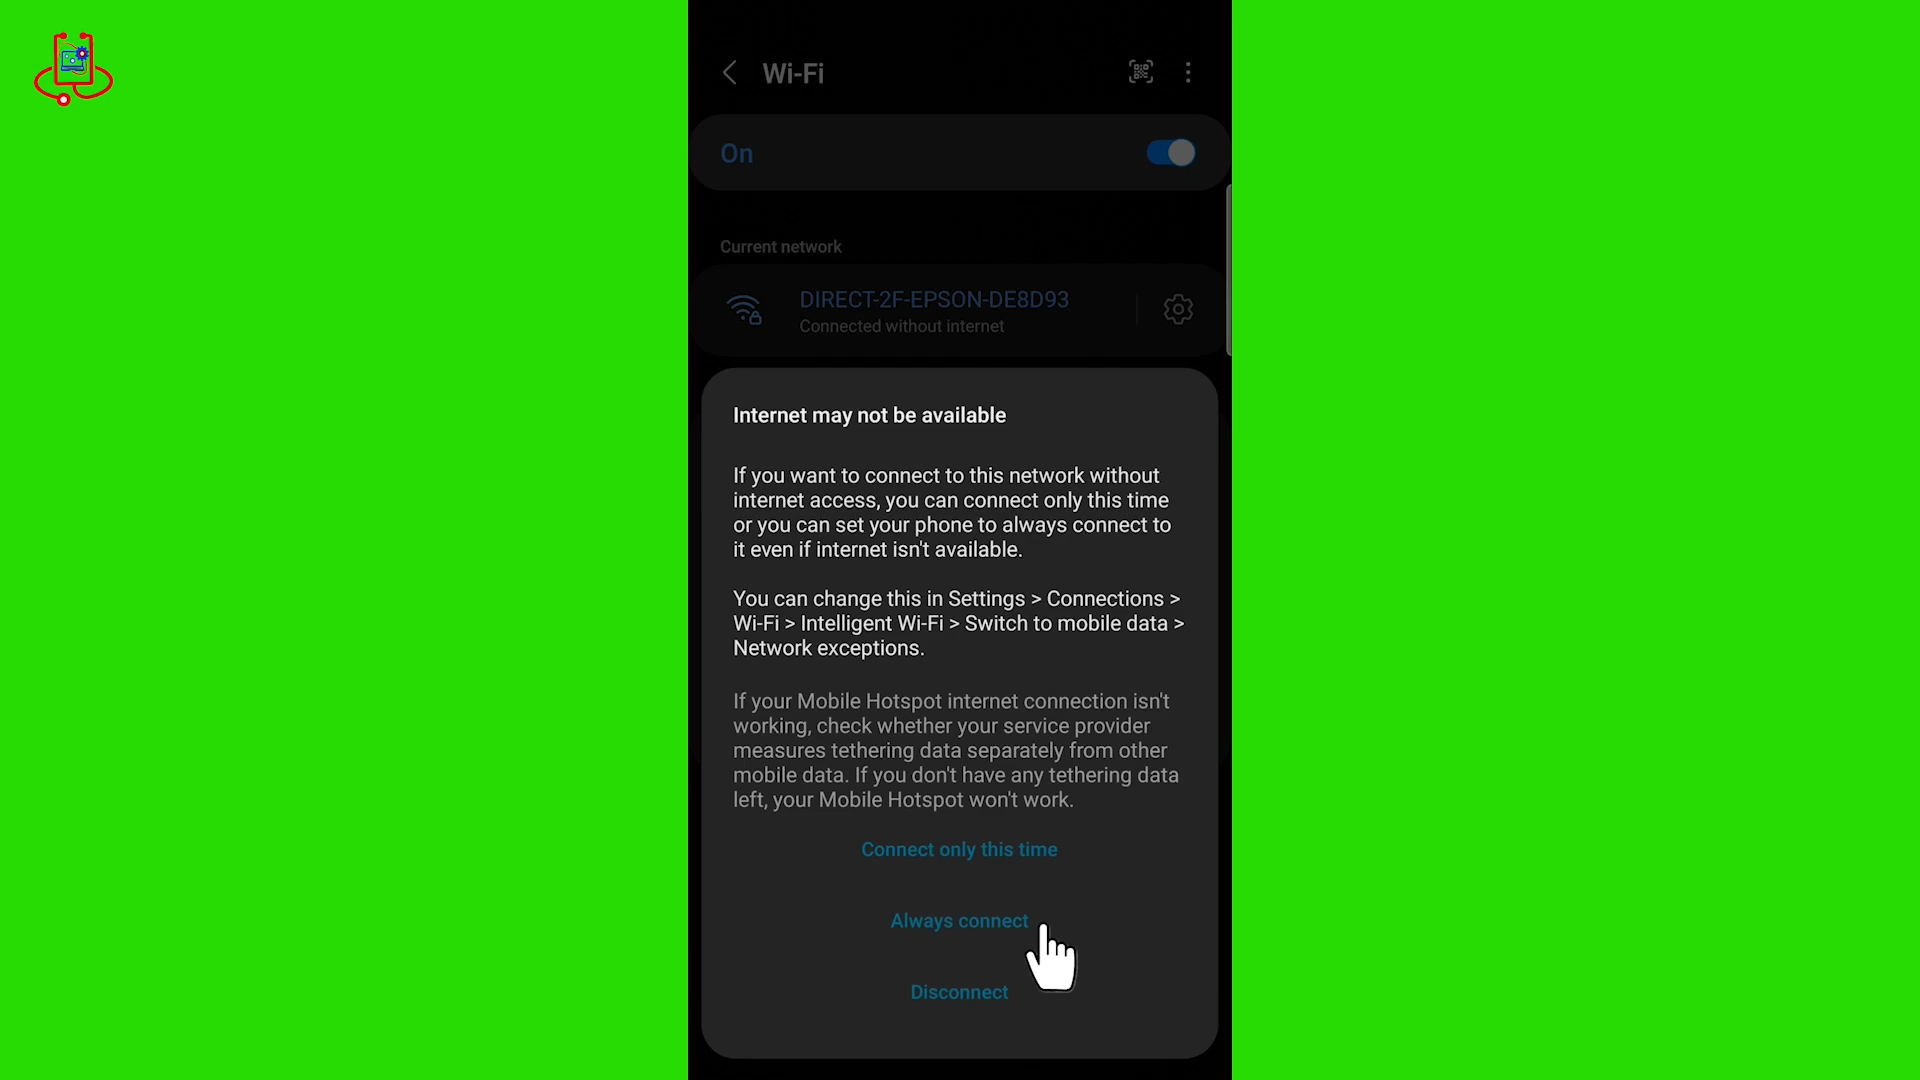 Wi-Fi
On
Current network
DIRECT-2F-EPSON-DE8D93
Connected without internet
Internet may not be available
If you want to connect to this network without
internet access, you can connect only this time
or you can set your phone to always connect to
it even if internet isn't available.
You can change this in Settings > Connections >
Wi-Fi > Intelligent Wi-Fi > Switch to mobile data >
Network exceptions.
If your Mobile Hotspot internet connection isn't
working, check whether your service provider
measures tethering data separately from other
mobile data. If you don't have any tethering data
left, your Mobile Hotspot won't work.
Connect only this time
Always connect
Disconnect